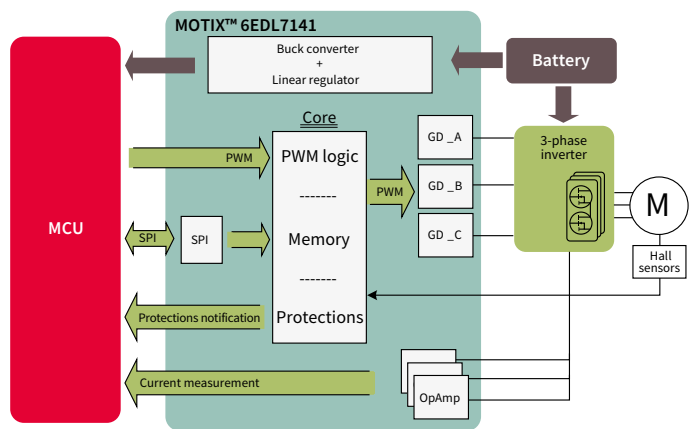 MOTIX™ 6EDL7141
Buck converter
+
Linear regulator
Battery
Core
GD _A
3-phase
inverter
PWM
PWM logic
-------
PWM
GD _B
M
MCU
SPI
SPI
Memory
GD _C
Hall
sensors
-------
Protections notification
Protections
Current measurement
OpAmp